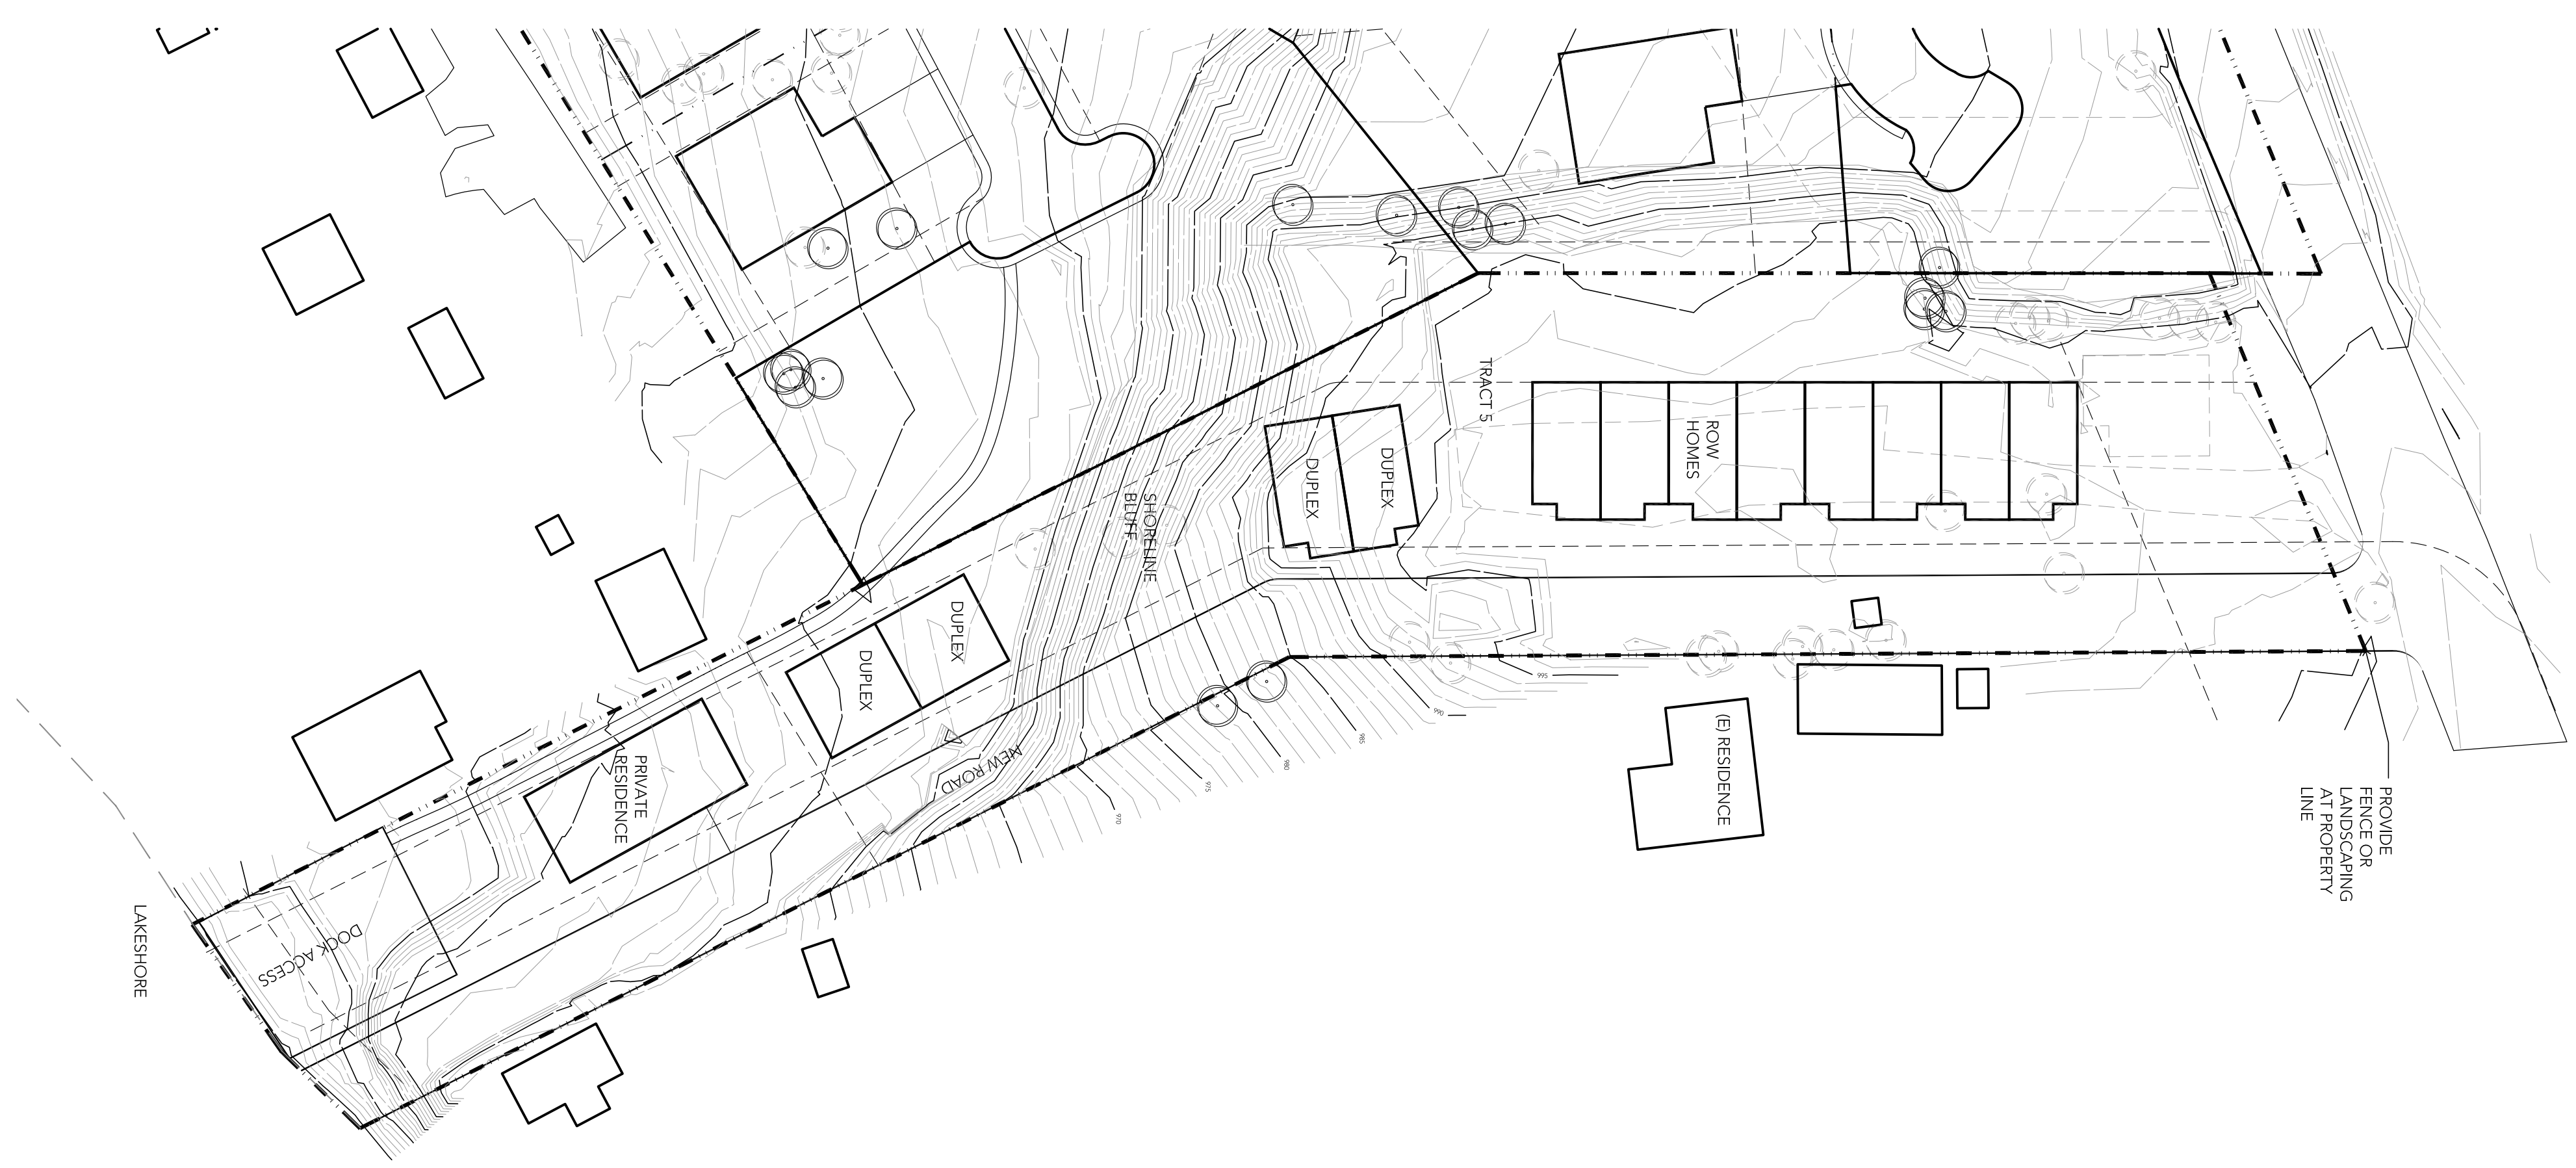 TRACT 5
ROW
HOMES
DUPLEX
DUPLEX
SHORELINE
BLUFF
DUPLEX
DUPLEX
NEW ROAD
PRIVATE
RESIDENCE
DOCK ACCESS
LAKESHORE
(E) RESIDENCE
PROVIDE
FENCE OR
LANDSCAPING
AT PROPERTY
LINE
995
990
985
980
975
970